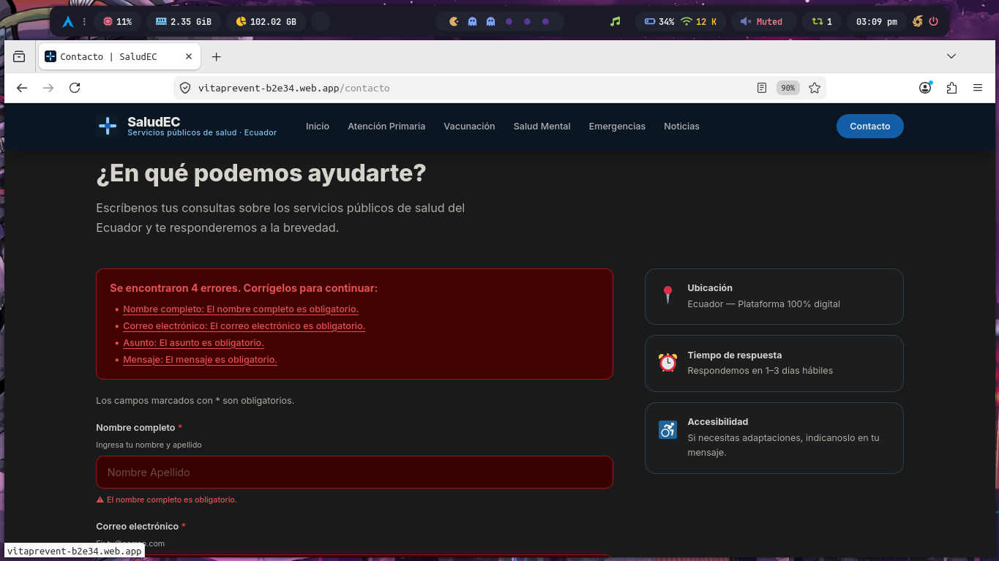 11%
2.35 GiB
102.02 GB
34%
12 K
Muted
1
03:09 pm
Contacto | SaludEC
vitaprevent-b2e34.web.app/contacto
90%
SaludEC
Servicios públicos de salud · Ecuador
Inicio
Atención Primaria
Vacunación
Salud Mental
Emergencias
Noticias
Contacto
¿En qué podemos ayudarte?
Escríbenos tus consultas sobre los servicios públicos de salud del
Ecuador y te responderemos a la brevedad.
Se encontraron 4 errores. Corrígelos para continuar:
• Nombre completo: El nombre completo es obligatorio.
• Correo electrónico: El correo electrónico es obligatorio.
• Asunto: El asunto es obligatorio.
• Mensaje: El mensaje es obligatorio.
Los campos marcados con * son obligatorios.
Nombre completo *
Ingresa tu nombre y apellido
Nombre Apellido
El nombre completo es obligatorio.
Correo electrónico *
Ubicación
Ecuador — Plataforma 100% digital
Tiempo de respuesta
Respondemos en 1–3 días hábiles
Accesibilidad
Si necesitas adaptaciones, indícanoslo en tu
mensaje.
vitaprevent-b2e34.web.app